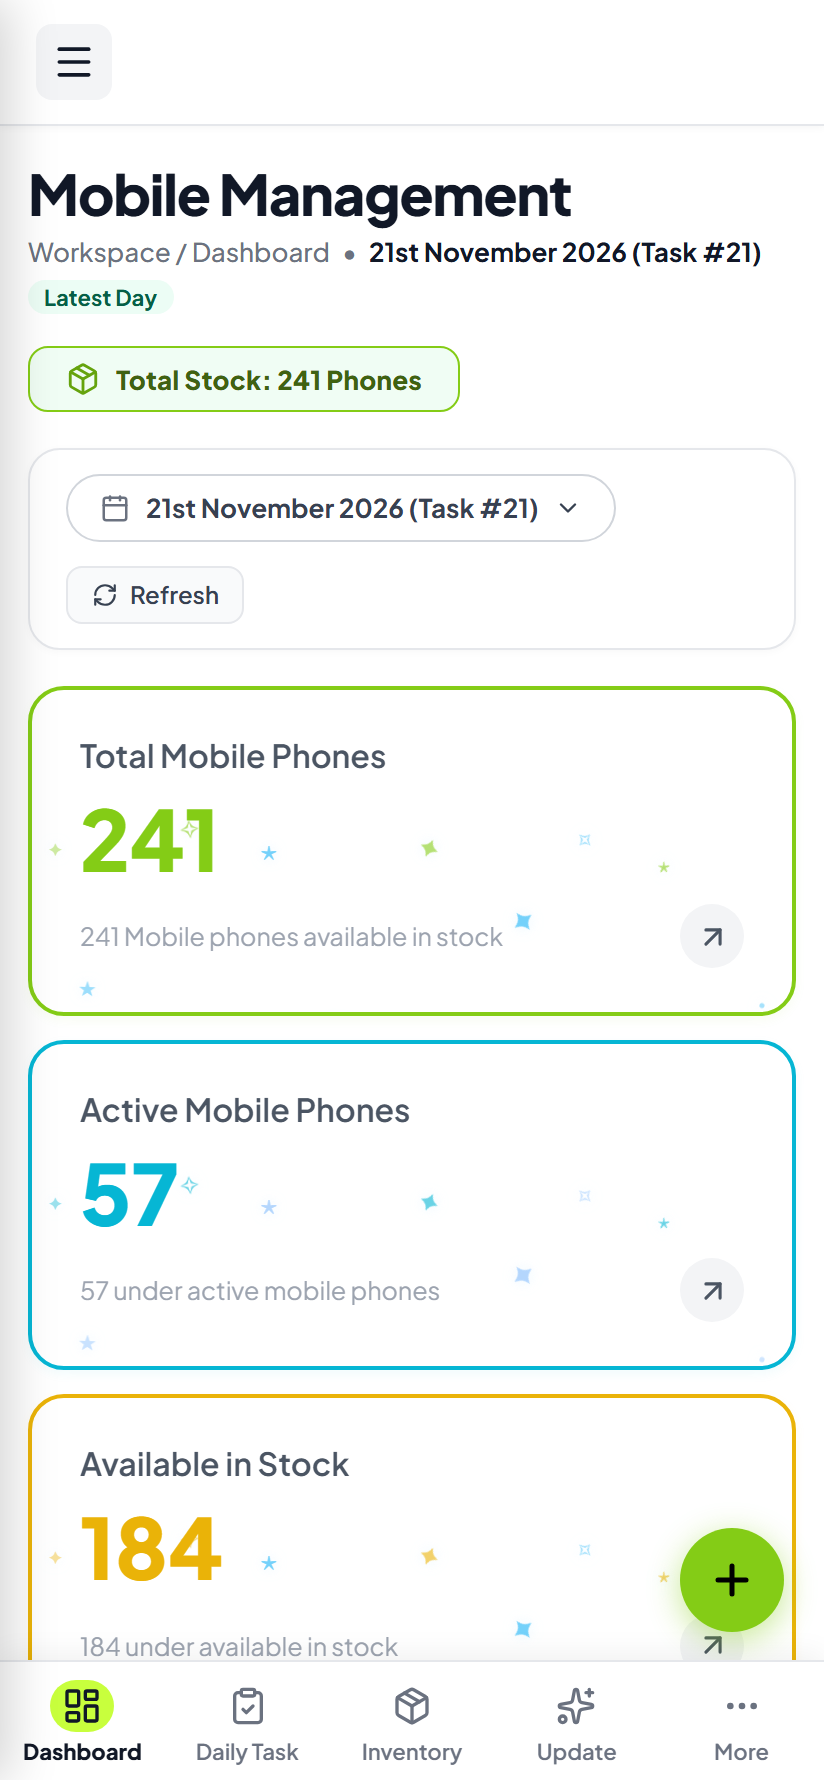 Mobile Management
Workspace / Dashboard • 21st November 2026 (Task #21)
Latest Day
Total Stock: 241 Phones
21st November 2026 (Task #21)
Refresh
Total Mobile Phones
241
241 Mobile phones available in stock
Active Mobile Phones
57
57 under active mobile phones
Available in Stock
184
184 under available in stock
Dashboard
Daily Task
Inventory
Update
More